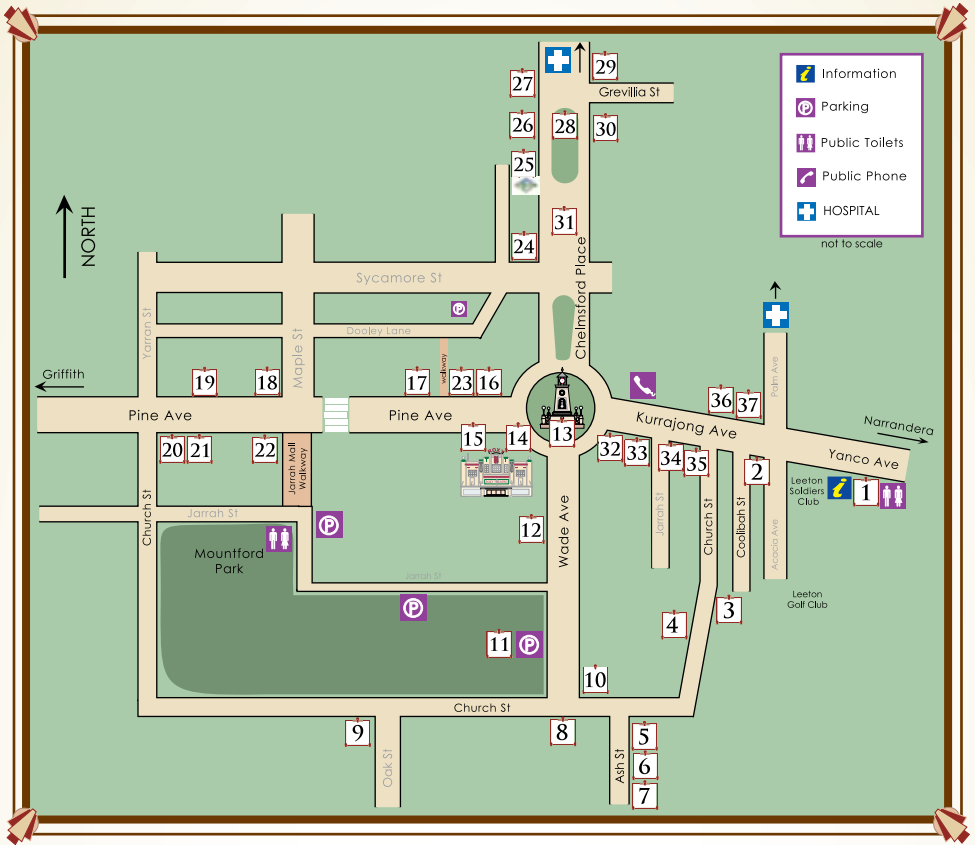 29
27
Grevillia St
26
28
30
25
31
24
Information
Parking
Public Toilets
Public Phone
HOSPITAL
not to scale
NORTH
Sycamore St
Chelmsford Place
Yarran St
Maple St
Dooley Lane
walkway
Palm Ave
Griffith
19
18
17
23
16
36
37
Pine Ave
Pine Ave
Kurrajong Ave
Narrandera
Yanco Ave
13
15
14
20
21
22
Jarrah Mall
Walkway
32
33
34
35
2
Leeton
Soldiers
Club
1
Church St
Jarrah St
12
Wade Ave
Jarrah St
Church St
Coolibah St
Acacia Ave
Mountford
Park
Jarrah St
Leeton
Golf Club
3
4
11
10
Church St
9
8
5
6
7
Oak St
Ash St